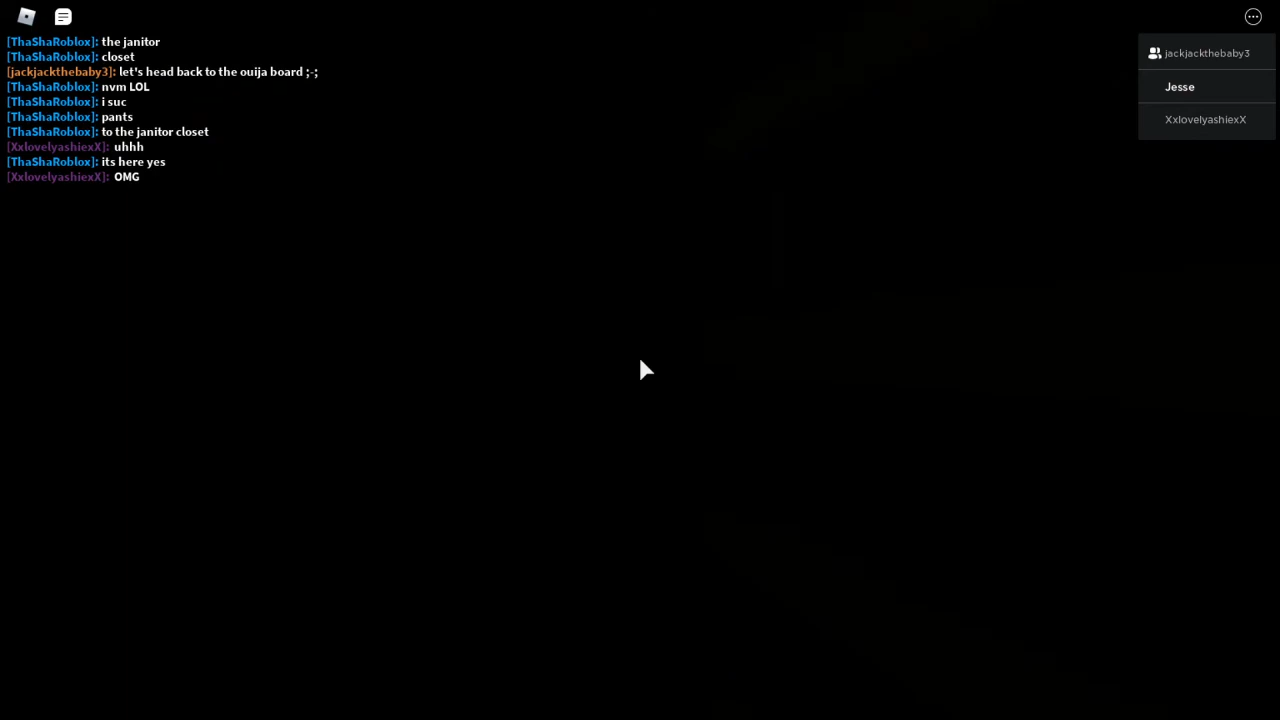 [ThaShaRoblox]: the janitor
[ThaShaRoblox]: closet
[jackjackthebaby3]: let's head back to the ouija board ;-;
[ThaShaRoblox]: nvm LOL
[ThaShaRoblox]: i suc
[ThaShaRoblox]: pants
[ThaShaRoblox]: to the janitor closet
[XxlovelyashiexX]: uhhh
[ThaShaRoblox]: its here yes
[XxlovelyashiexX]: OMG
jackjackthebaby3
Jesse
XxlovelyashiexX